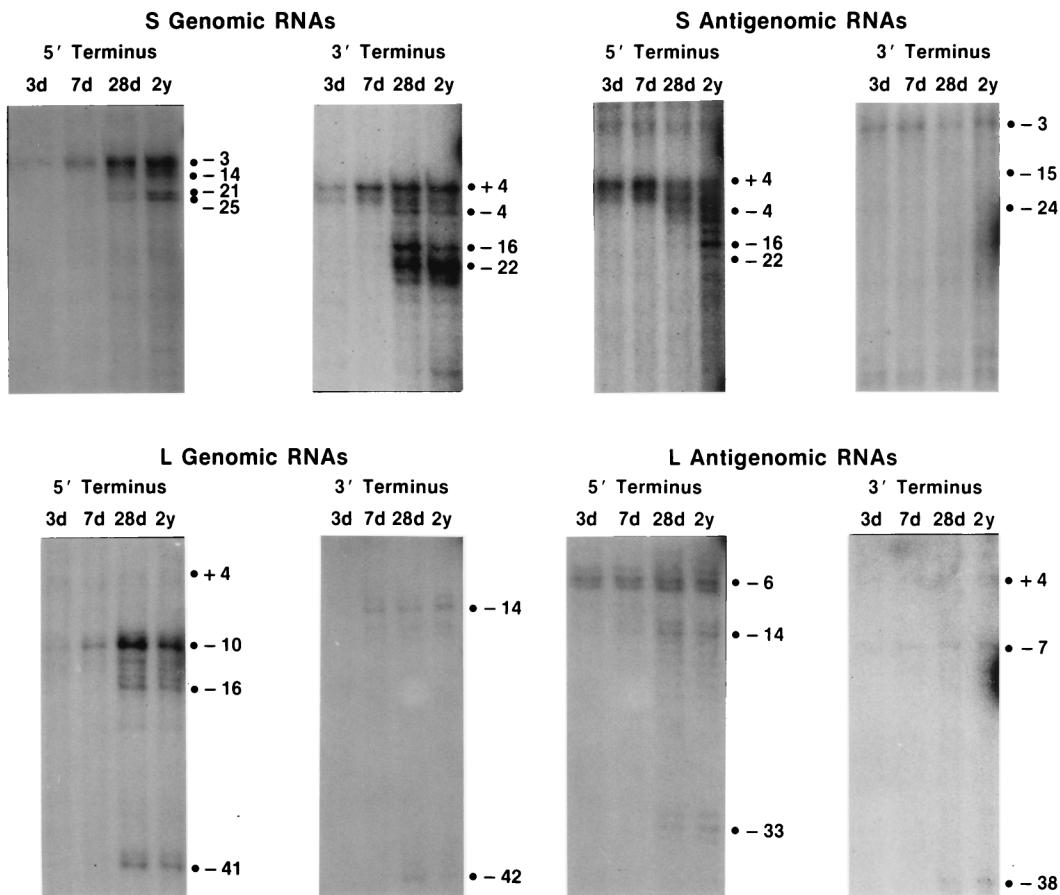 S Genomic RNAs
5′ Terminus
3d 7d 28d 2y
• – 3
• – 14
• – 21
• – 25
3′ Terminus
3d 7d 28d 2y
• + 4
• – 4
• – 16
• – 22
S Antigenomic RNAs
5′ Terminus
3d 7d 28d 2y
• + 4
• – 4
• – 16
• – 22
3′ Terminus
3d 7d 28d 2y
• – 3
• – 15
• – 24
L Genomic RNAs
5′ Terminus
3d 7d 28d 2y
• + 4
• – 10
• – 16
• – 41
3′ Terminus
3d 7d 28d 2y
• – 14
• – 42
L Antigenomic RNAs
5′ Terminus
3d 7d 28d 2y
• – 6
• – 14
• – 33
3′ Terminus
3d 7d 28d 2y
• + 4
• – 7
• – 38